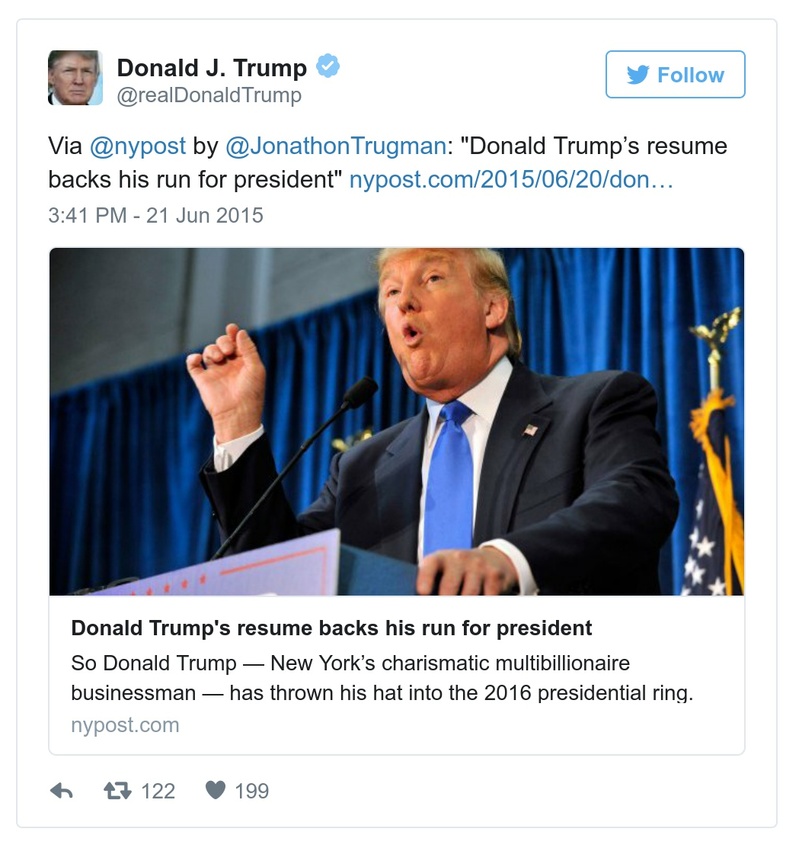 Donald J. Trump
@realDonaldTrump
Follow
Via @nypost by @JonathonTrugman: "Donald Trump’s resume
backs his run for president" nypost.com/2015/06/20/don…
3:41 PM - 21 Jun 2015
Donald Trump's resume backs his run for president
So Donald Trump — New York’s charismatic multibillionaire
businessman — has thrown his hat into the 2016 presidential ring.
nypost.com
122
199